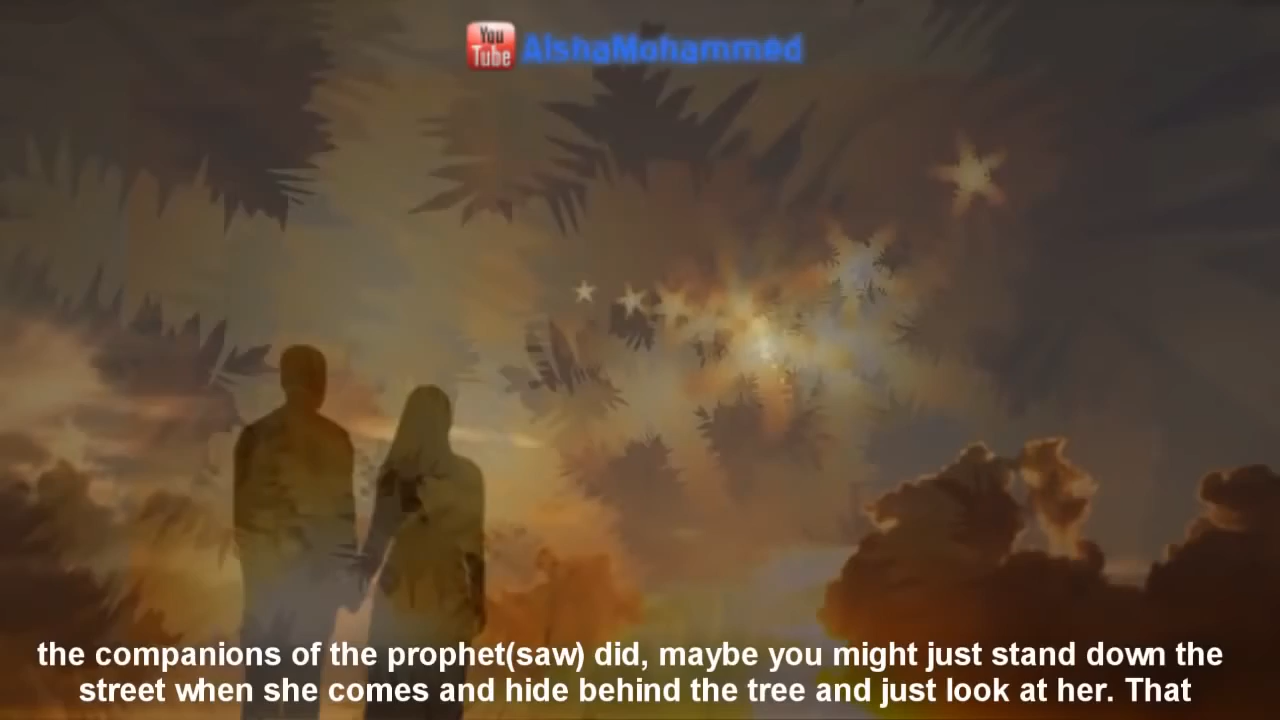 You
Tube AishaMohammed
the companions of the prophet(saw) did, maybe you might just stand down the
street when she comes and hide behind the tree and just look at her. That